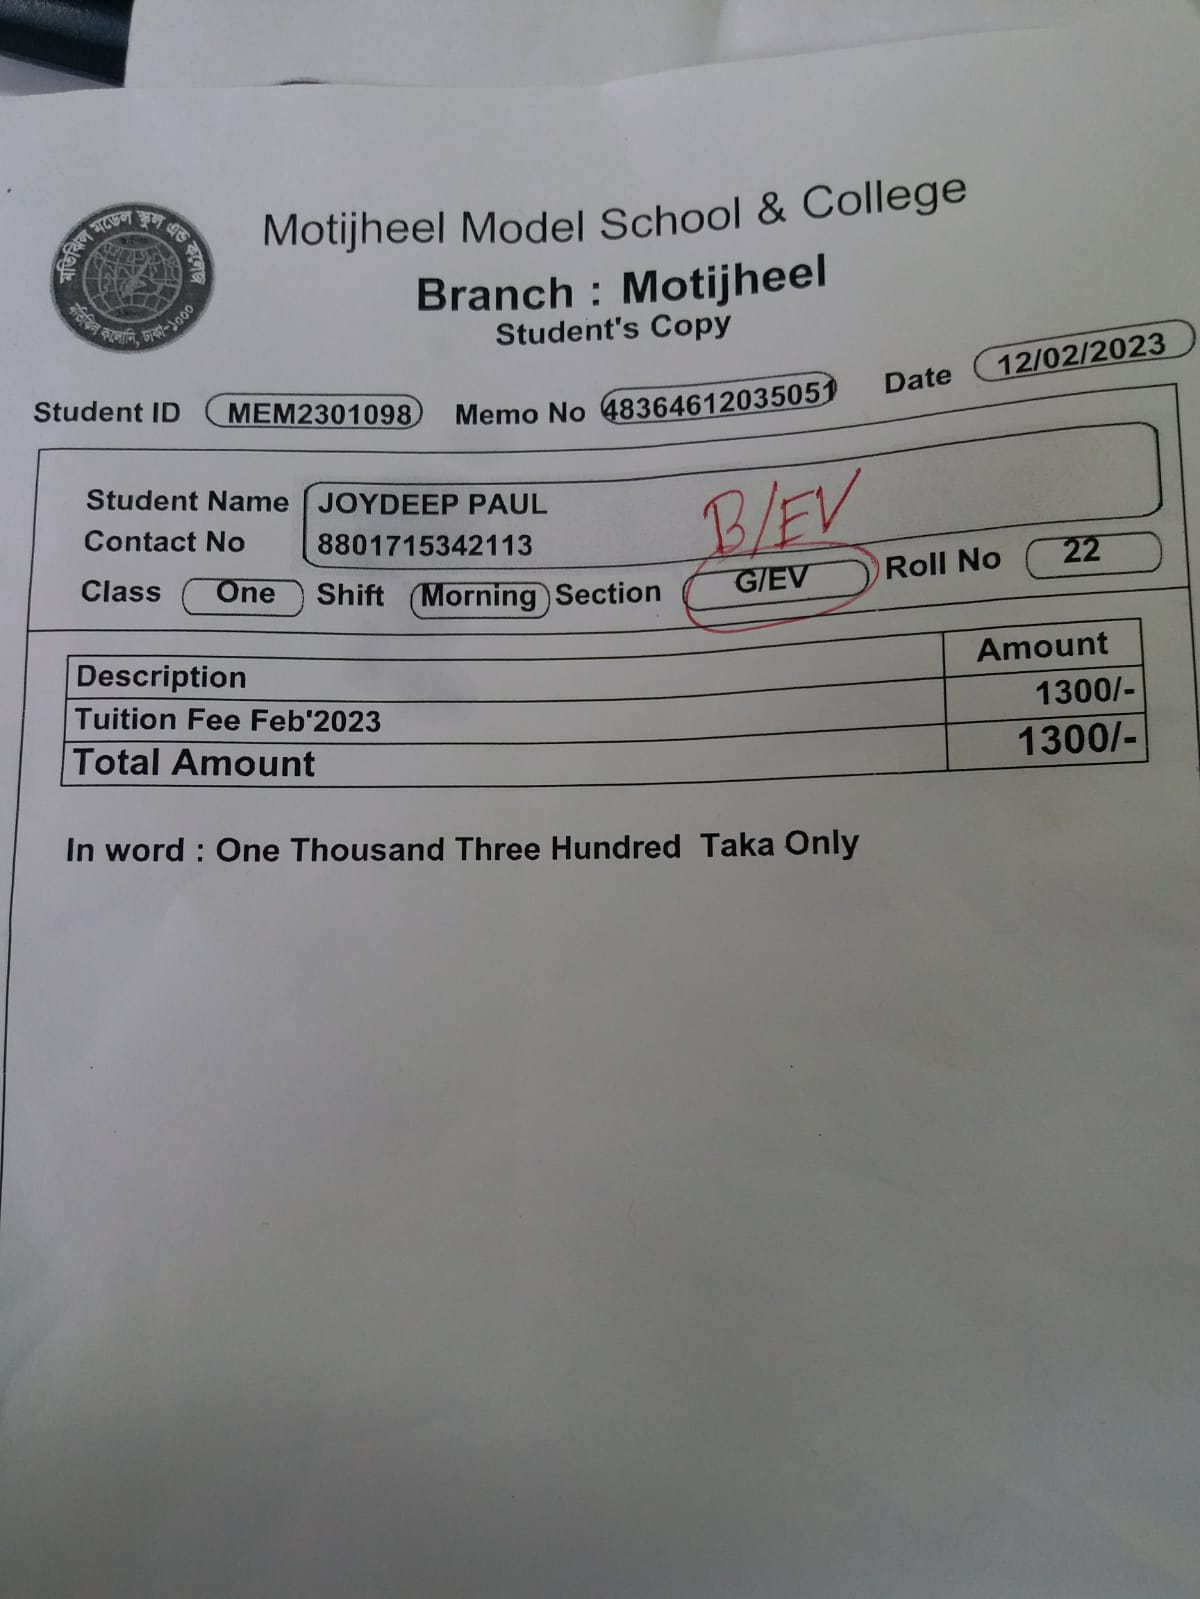 মতিঝিল মডেল স্কুল এন্ড কলেজ
মতিঝিল কলোনি, ঢাকা-১০০০
Motijheel Model School & College
Branch : Motijheel
Student's Copy
Student ID MEM2301098 Memo No 48364612035051 Date 12/02/2023
Student Name JOYDEEP PAUL
B/EV
Contact No 8801715342113
Class One Shift Morning Section G/EV Roll No 22
Description Amount
Tuition Fee Feb'2023 1300/-
Total Amount 1300/-
In word : One Thousand Three Hundred Taka Only